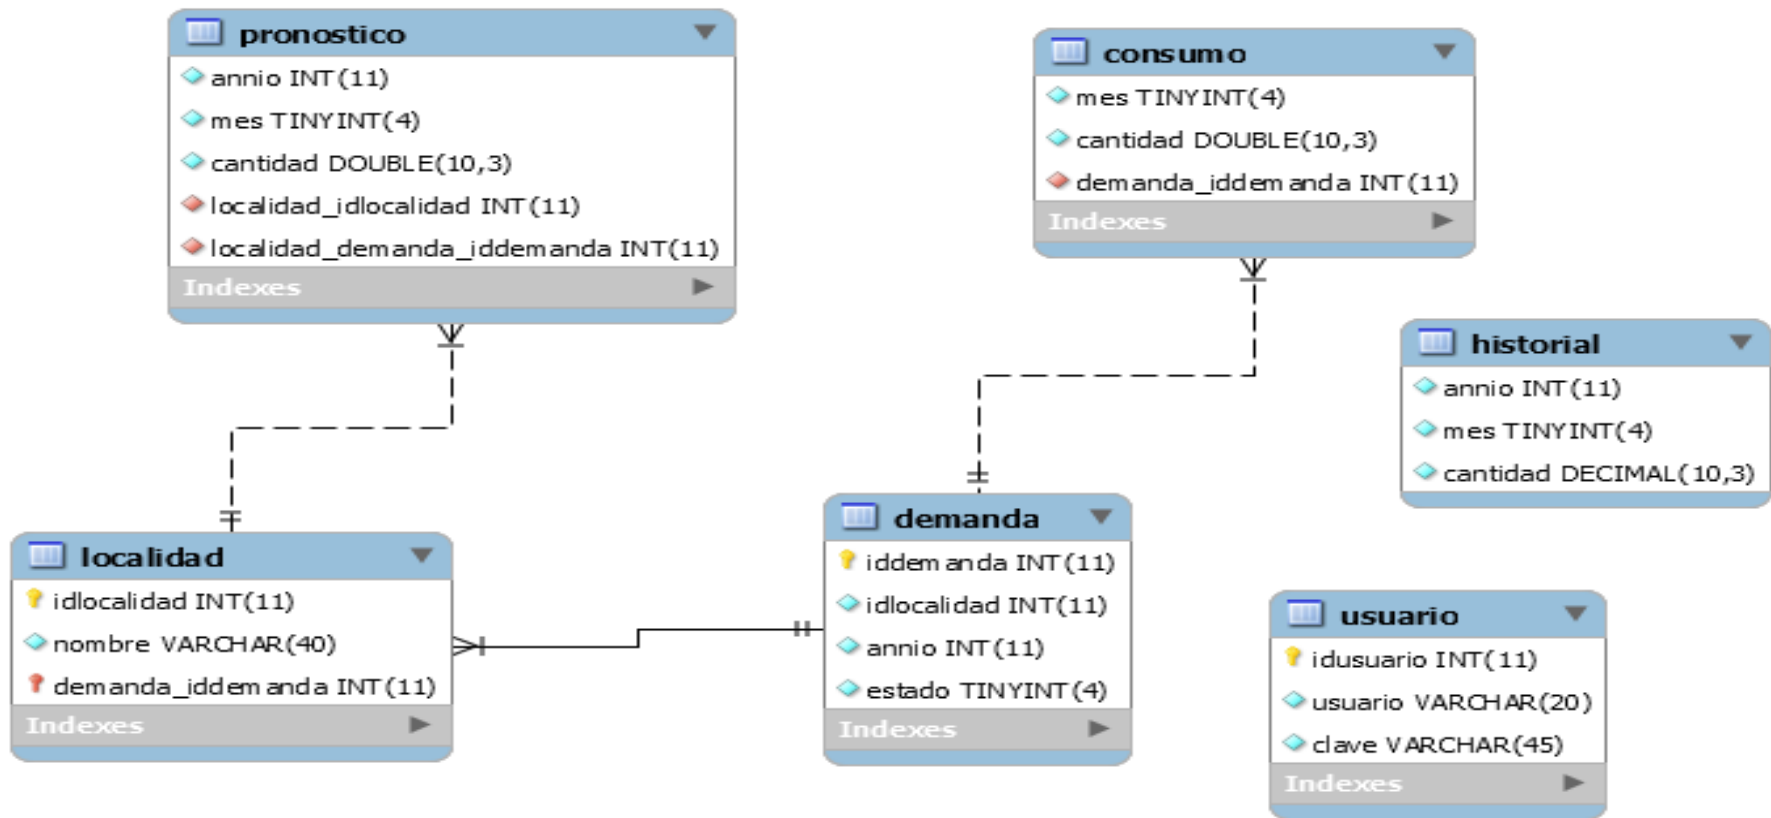 pronostico
annio INT(11)
mes TINYINT(4)
cantidad DOUBLE(10,3)
localidad_idlocalidad INT(11)
localidad_demanda_iddemanda INT(11)
Indexes
consumo
mes TINYINT(4)
cantidad DOUBLE(10,3)
demanda_iddemanda INT(11)
Indexes
historial
annio INT(11)
mes TINYINT(4)
cantidad DECIMAL(10,3)
localidad
idlocalidad INT(11)
nombre VARCHAR(40)
demanda_iddemanda INT(11)
Indexes
demanda
iddemanda INT(11)
idlocalidad INT(11)
annio INT(11)
estado TINYINT(4)
Indexes
usuario
idusuario INT(11)
usuario VARCHAR(20)
clave VARCHAR(45)
Indexes